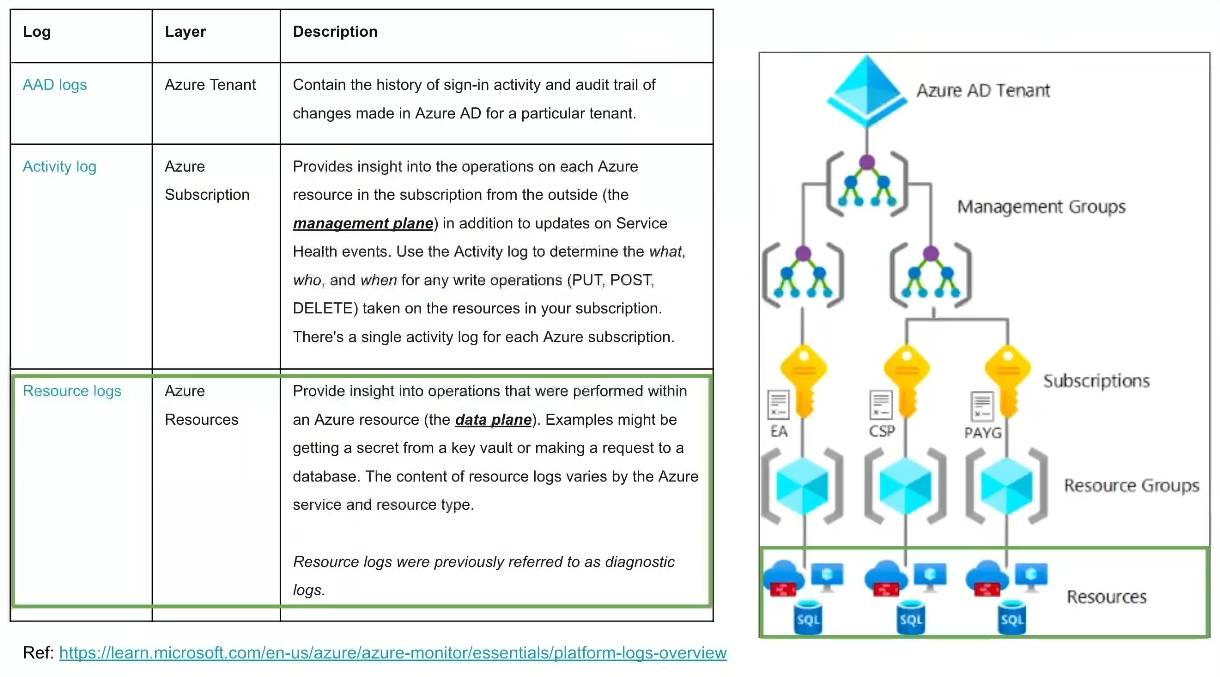 Log Layer Description
AAD logs Azure Tenant Contain the history of sign-in activity and audit trail of
changes made in Azure AD for a particular tenant.
Activity log Azure Provides insight into the operations on each Azure
Subscription resource in the subscription from the outside (the
management plane) in addition to updates on Service
Health events. Use the Activity log to determine the what,
who, and when for any write operations (PUT, POST,
DELETE) taken on the resources in your subscription.
There's a single activity log for each Azure subscription.
Resource logs Azure Provide insight into operations that were performed within
Resources an Azure resource (the data plane). Examples might be
getting a secret from a key vault or making a request to a
database. The content of resource logs varies by the Azure
service and resource type.
Resource logs were previously referred to as diagnostic
logs.
Ref: https://learn.microsoft.com/en-us/azure/azure-monitor/essentials/platform-logs-overview
Azure AD Tenant
Management Groups
Subscriptions
EA CSP PAYG
Resource Groups
Resources
SQL SQL SQL